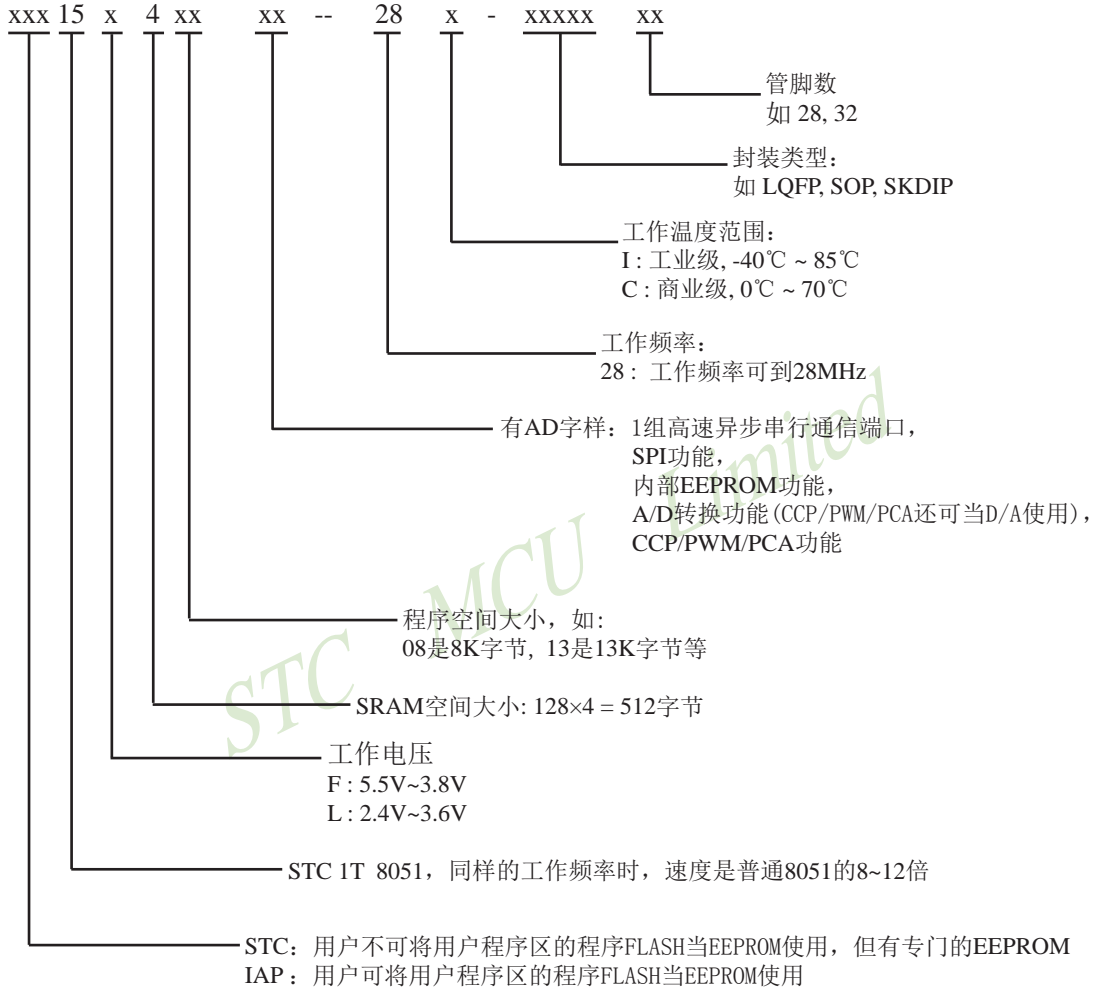 xxx 15 x 4 xx xx -- 28 x - xxxxx xx
管脚数
如 28, 32
封装类型：
如 LQFP, SOP, SKDIP
工作温度范围：
I : 工业级, -40℃ ~ 85℃
C : 商业级, 0℃ ~ 70℃
工作频率：
28 : 工作频率可到28MHz
有AD字样：1组高速异步串行通信端口，
SPI功能，
内部EEPROM功能，
A/D转换功能(CCP/PWM/PCA还可当D/A使用)，
CCP/PWM/PCA功能
程序空间大小，如:
08是8K字节, 13是13K字节等
SRAM空间大小: 128×4 = 512字节
工作电压
F : 5.5V~3.8V
L : 2.4V~3.6V
STC 1T 8051，同样的工作频率时，速度是普通8051的8~12倍
STC：用户不可将用户程序区的程序FLASH当EEPROM使用，但有专门的EEPROM
IAP：用户可将用户程序区的程序FLASH当EEPROM使用
STC MCU Limited